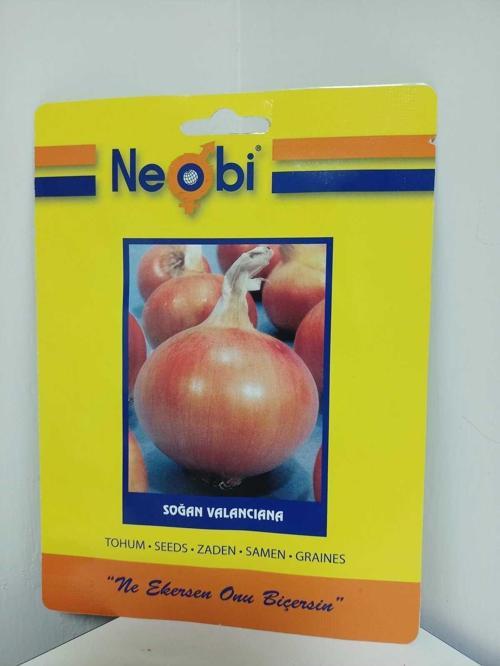 Neobi®
SOĞAN VALANCIANA
TOHUM • SEEDS • ZADEN • SAMEN • GRAINES
"Ne Ekersen Onu Biçersin"